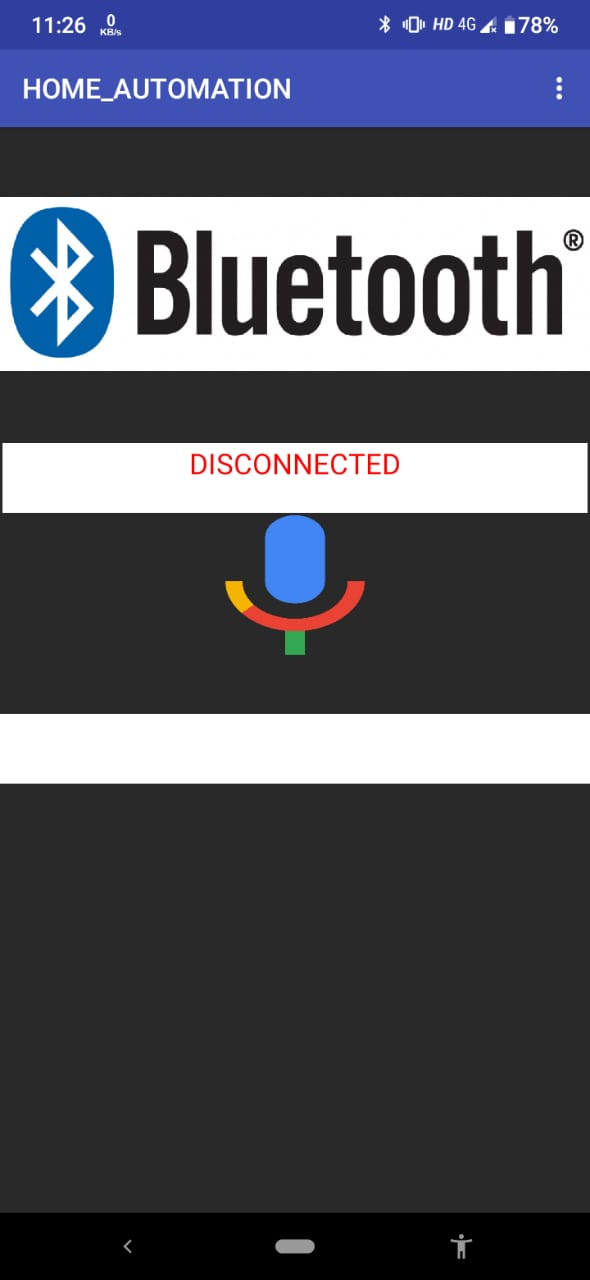 11:26 0 KB/s HD 4G 78%
HOME_AUTOMATION
Bluetooth®
DISCONNECTED